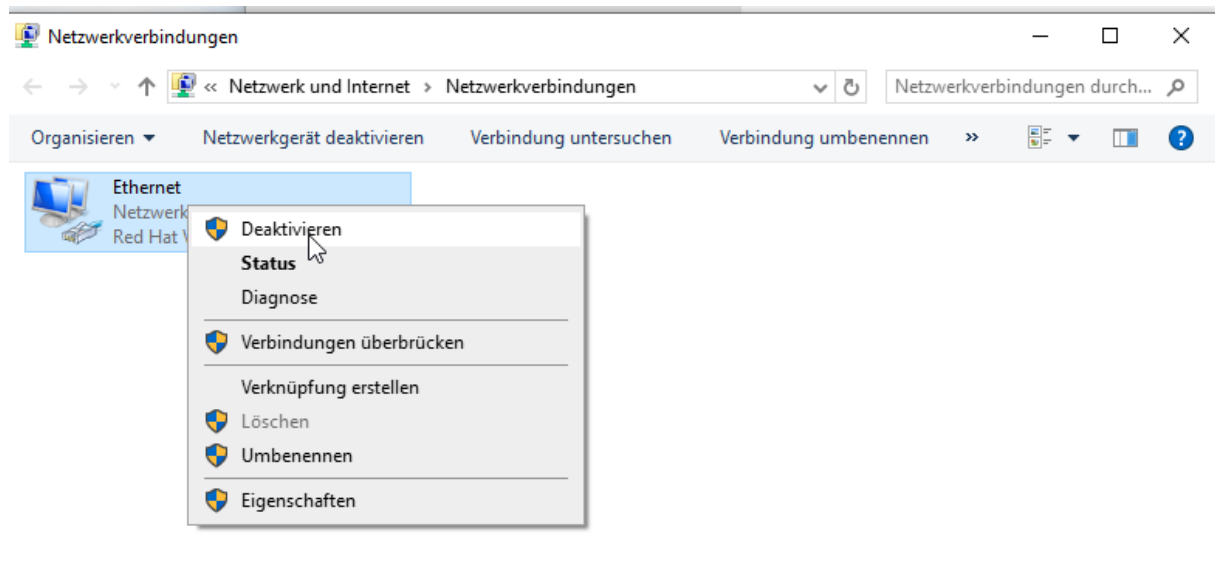 Netzwerkverbindungen
« Netzwerk und Internet › Netzwerkverbindungen
Netzwerkverbindungen durch...
Organisieren Netzwerkgerät deaktivieren Verbindung untersuchen Verbindung umbenennen »
Ethernet
Netzwerk
Red Hat
Deaktivieren
Status
Diagnose
Verbindungen überbrücken
Verknüpfung erstellen
Löschen
Umbenennen
Eigenschaften